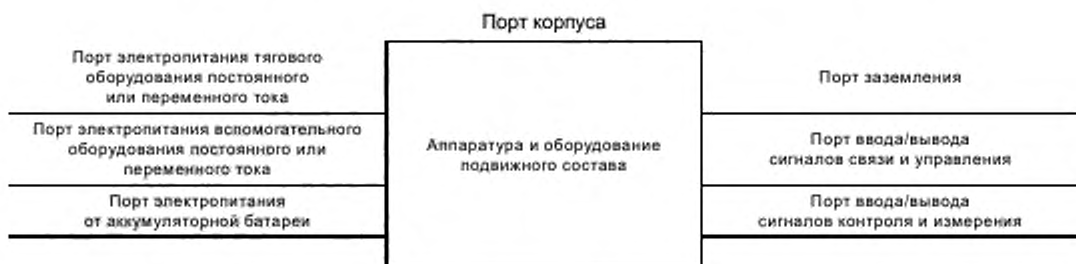 Порт корпуса
Порт электропитания тягового
оборудования постоянного
или переменного тока
Порт электропитания вспомогательного
оборудования постоянного или
переменного тока
Порт электропитания
от аккумуляторной батареи
Аппаратура и оборудование
подвижного состава
Порт заземления
Порт ввода/вывода
сигналов связи и управления
Порт ввода/вывода
сигналов контроля и измерения